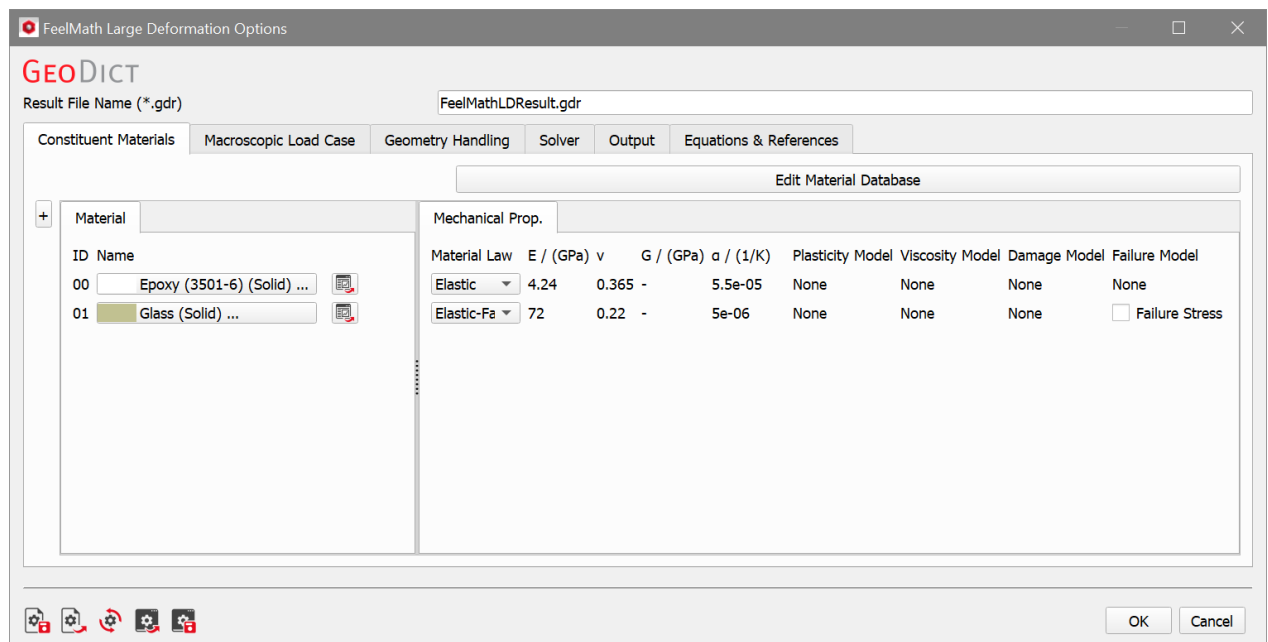 FeelMath Large Deformation Options
GEODICT
Result File Name (*.gdr) FeelMathLDResult.gdr
Constituent Materials Macroscopic Load Case Geometry Handling Solver Output Equations & References
Edit Material Database
+ Material Mechanical Prop.
ID Name Material Law E / (GPa) ν G / (GPa) α / (1/K) Plasticity Model Viscosity Model Damage Model Failure Model
00 Epoxy (3501-6) (Solid) ... Elastic 4.24 0.365 - 5.5e-05 None None None None
01 Glass (Solid) ... Elastic-Fa 72 0.22 - 5e-06 None None None Failure Stress
OK Cancel